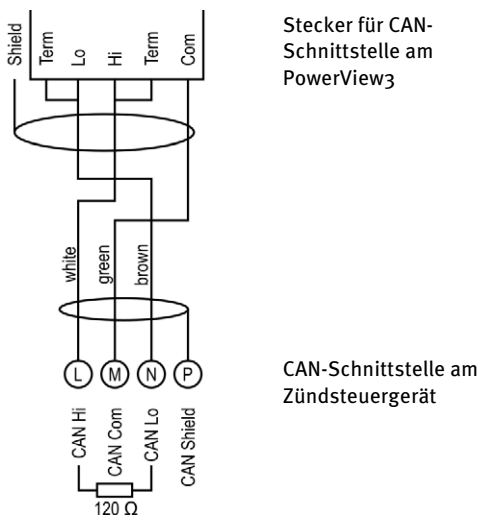 Shield
Term
Lo
Hi
Term
Com
Stecker für CAN-
Schnittstelle am
PowerView3
white
green
brown
L
M
N
P
CAN-Schnittstelle am
Zündsteuergerät
CAN Hi
CAN Com
CAN Lo
CAN Shield
120 Ω